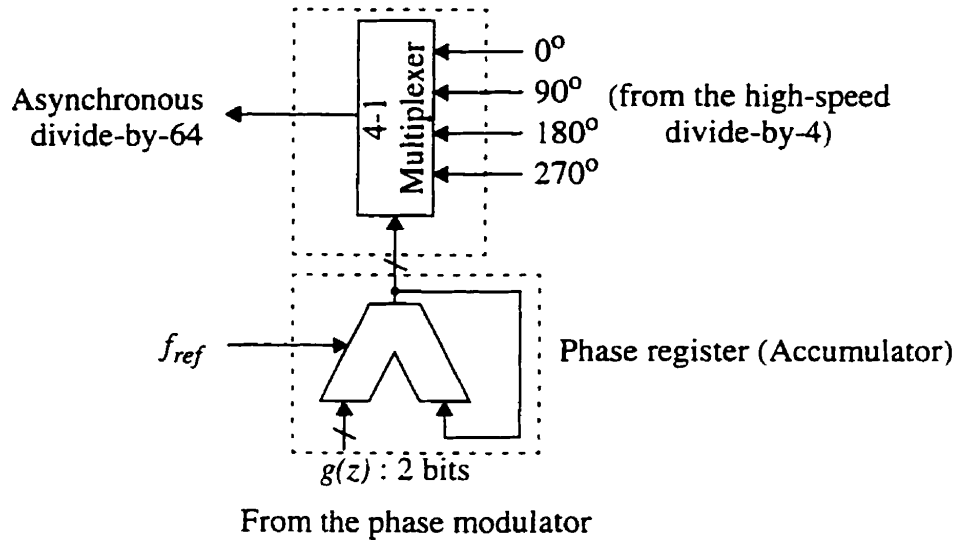 0°
90°
180°
270°
4-1
Multiplexer
Asynchronous
divide-by-64
(from the high-speed
divide-by-4)
f_ref
Phase register (Accumulator)
g(z) : 2 bits
From the phase modulator